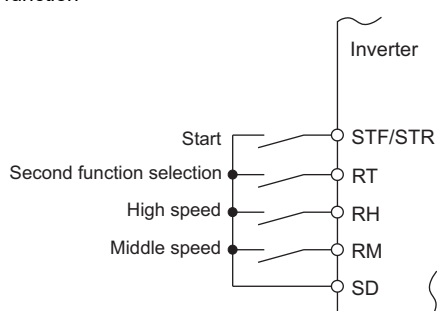 function
Inverter
Start STF/STR
Second function selection RT
High speed RH
Middle speed RM
SD